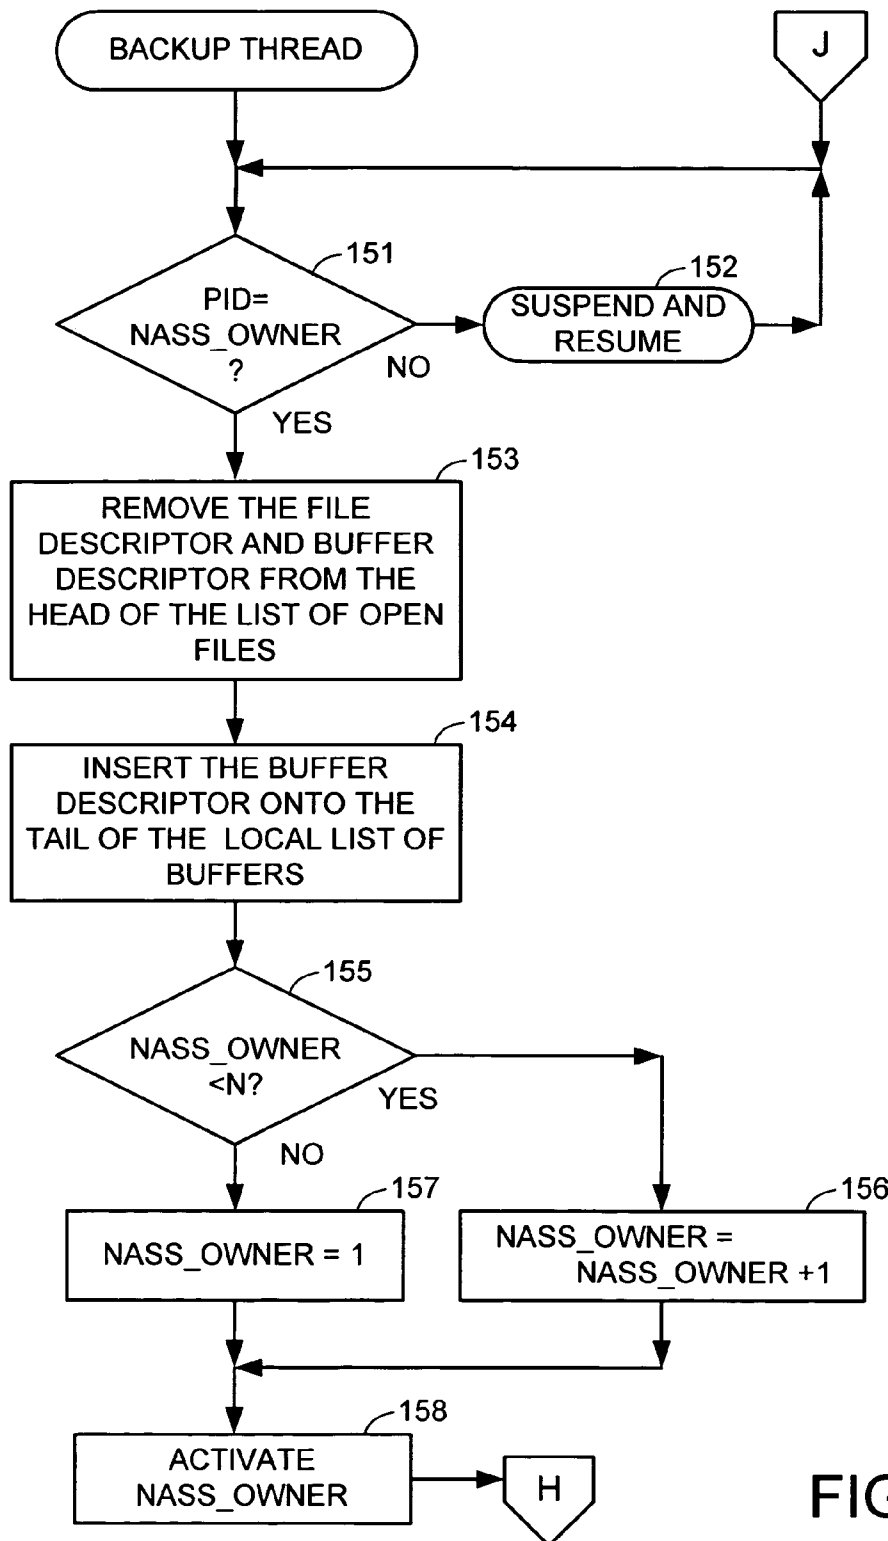 BACKUP THREAD
J
151
PID=
NASS_OWNER
?
NO
YES
152
SUSPEND AND
RESUME
153
REMOVE THE FILE
DESCRIPTOR AND BUFFER
DESCRIPTOR FROM THE
HEAD OF THE LIST OF OPEN
FILES
154
INSERT THE BUFFER
DESCRIPTOR ONTO THE
TAIL OF THE LOCAL LIST OF
BUFFERS
155
NASS_OWNER
<N?
YES
NO
157
NASS_OWNER = 1
156
NASS_OWNER =
NASS_OWNER +1
158
ACTIVATE
NASS_OWNER
H
FIG